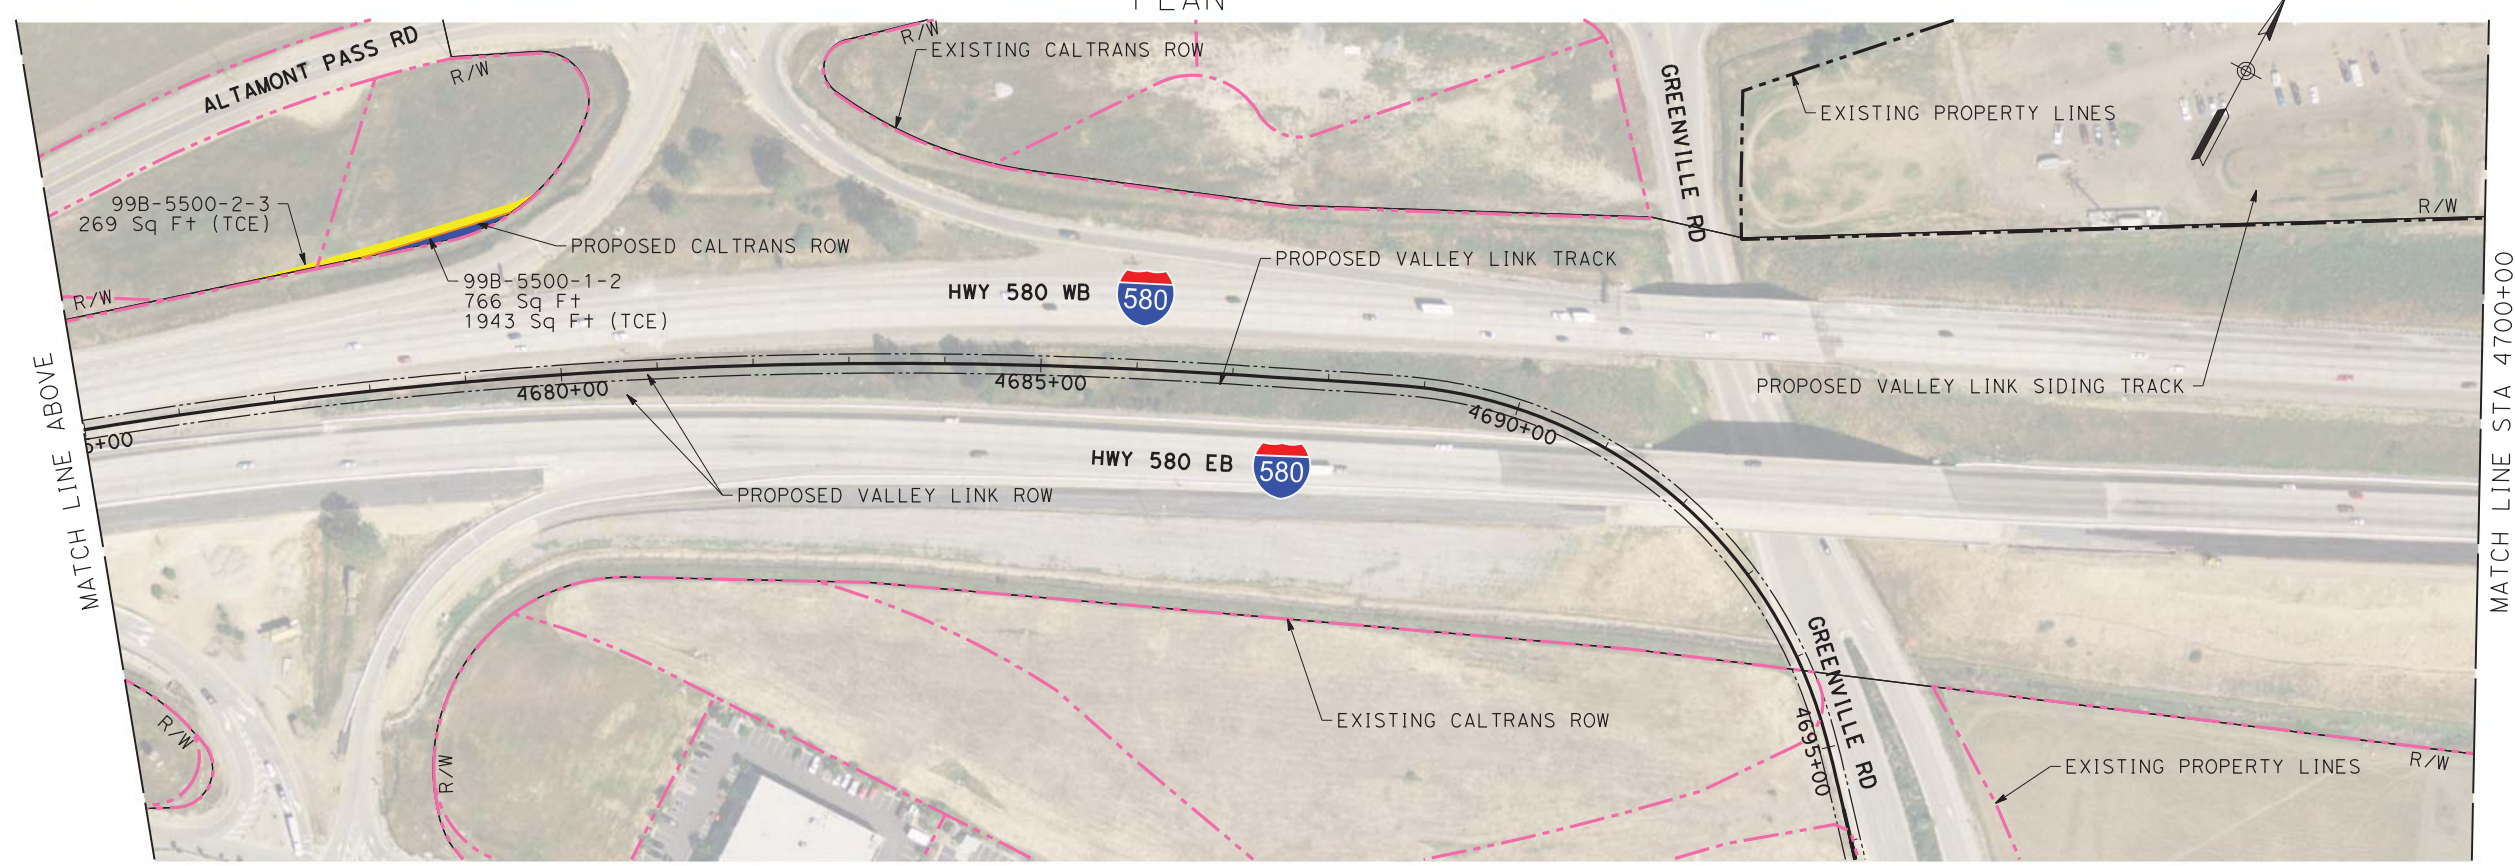 PLAN
ALTAMONT PASS RD
R/W
R/W
EXISTING CALTRANS ROW
GREENVILLE RD
EXISTING PROPERTY LINES
99B-5500-2-3
269 Sq Ft (TCE)
R/W
PROPOSED CALTRANS ROW
99B-5500-1-2
766 Sq Ft
1943 Sq Ft (TCE)
R/W
HWY 580 WB
580
PROPOSED VALLEY LINK TRACK
PROPOSED VALLEY LINK SIDING TRACK
MATCH LINE ABOVE
MATCH LINE STA 4700+00
5+00
4680+00
4685+00
4690+00
HWY 580 EB
580
PROPOSED VALLEY LINK ROW
GREENVILLE RD
4695+00
EXISTING CALTRANS ROW
EXISTING PROPERTY LINES
R/W
R/W
R/W